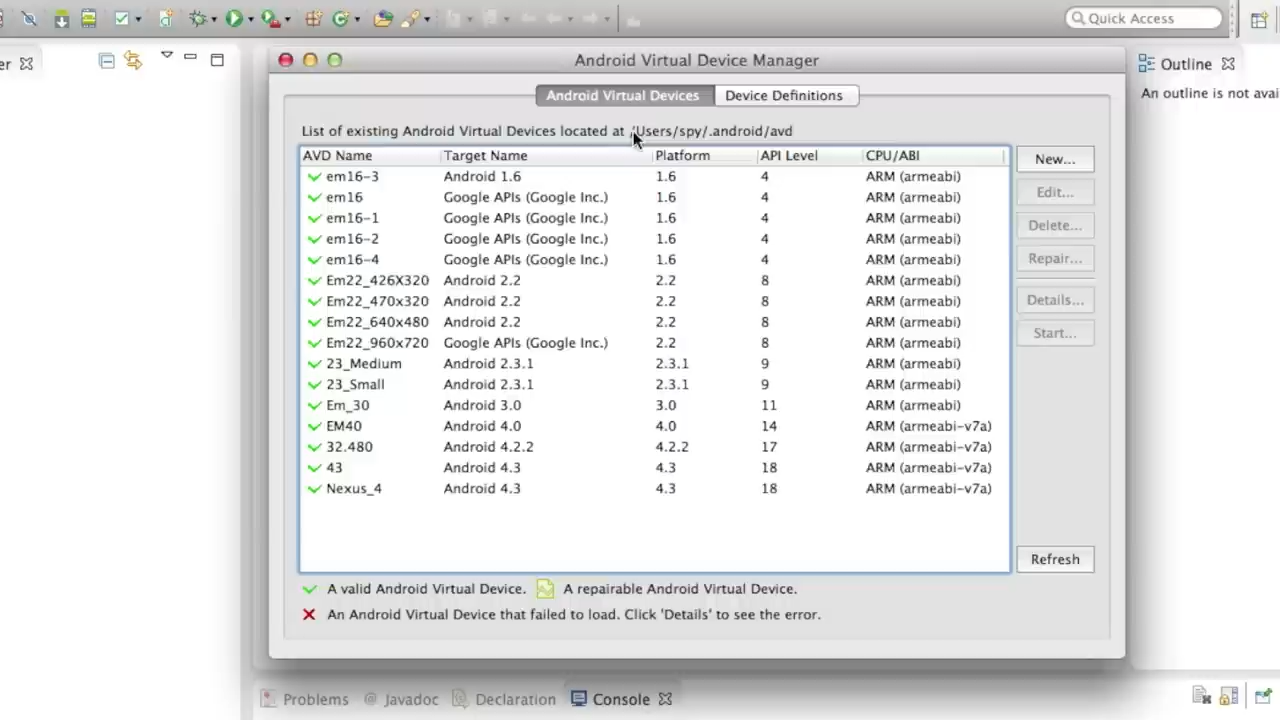 Quick Access
er
Android Virtual Device Manager
Outline
Android Virtual Devices Device Definitions
An outline is not avai
List of existing Android Virtual Devices located at /Users/spy/.android/avd
AVD Name Target Name Platform API Level CPU/ABI
New...
em16-3 Android 1.6 1.6 4 ARM (armeabi)
Edit...
em16 Google APIs (Google Inc.) 1.6 4 ARM (armeabi)
em16-1 Google APIs (Google Inc.) 1.6 4 ARM (armeabi)
Delete...
em16-2 Google APIs (Google Inc.) 1.6 4 ARM (armeabi)
em16-4 Google APIs (Google Inc.) 1.6 4 ARM (armeabi)
Repair...
Em22_426X320 Android 2.2 2.2 8 ARM (armeabi)
Em22_470x320 Android 2.2 2.2 8 ARM (armeabi)
Details...
Em22_640x480 Android 2.2 2.2 8 ARM (armeabi)
Start...
Em22_960x720 Google APIs (Google Inc.) 2.2 8 ARM (armeabi)
23_Medium Android 2.3.1 2.3.1 9 ARM (armeabi)
23_Small Android 2.3.1 2.3.1 9 ARM (armeabi)
Em_30 Android 3.0 3.0 11 ARM (armeabi)
EM40 Android 4.0 4.0 14 ARM (armeabi-v7a)
32.480 Android 4.2.2 4.2.2 17 ARM (armeabi-v7a)
43 Android 4.3 4.3 18 ARM (armeabi-v7a)
Nexus_4 Android 4.3 4.3 18 ARM (armeabi-v7a)
Refresh
A valid Android Virtual Device. A repairable Android Virtual Device.
An Android Virtual Device that failed to load. Click 'Details' to see the error.
Problems @ Javadoc Declaration Console